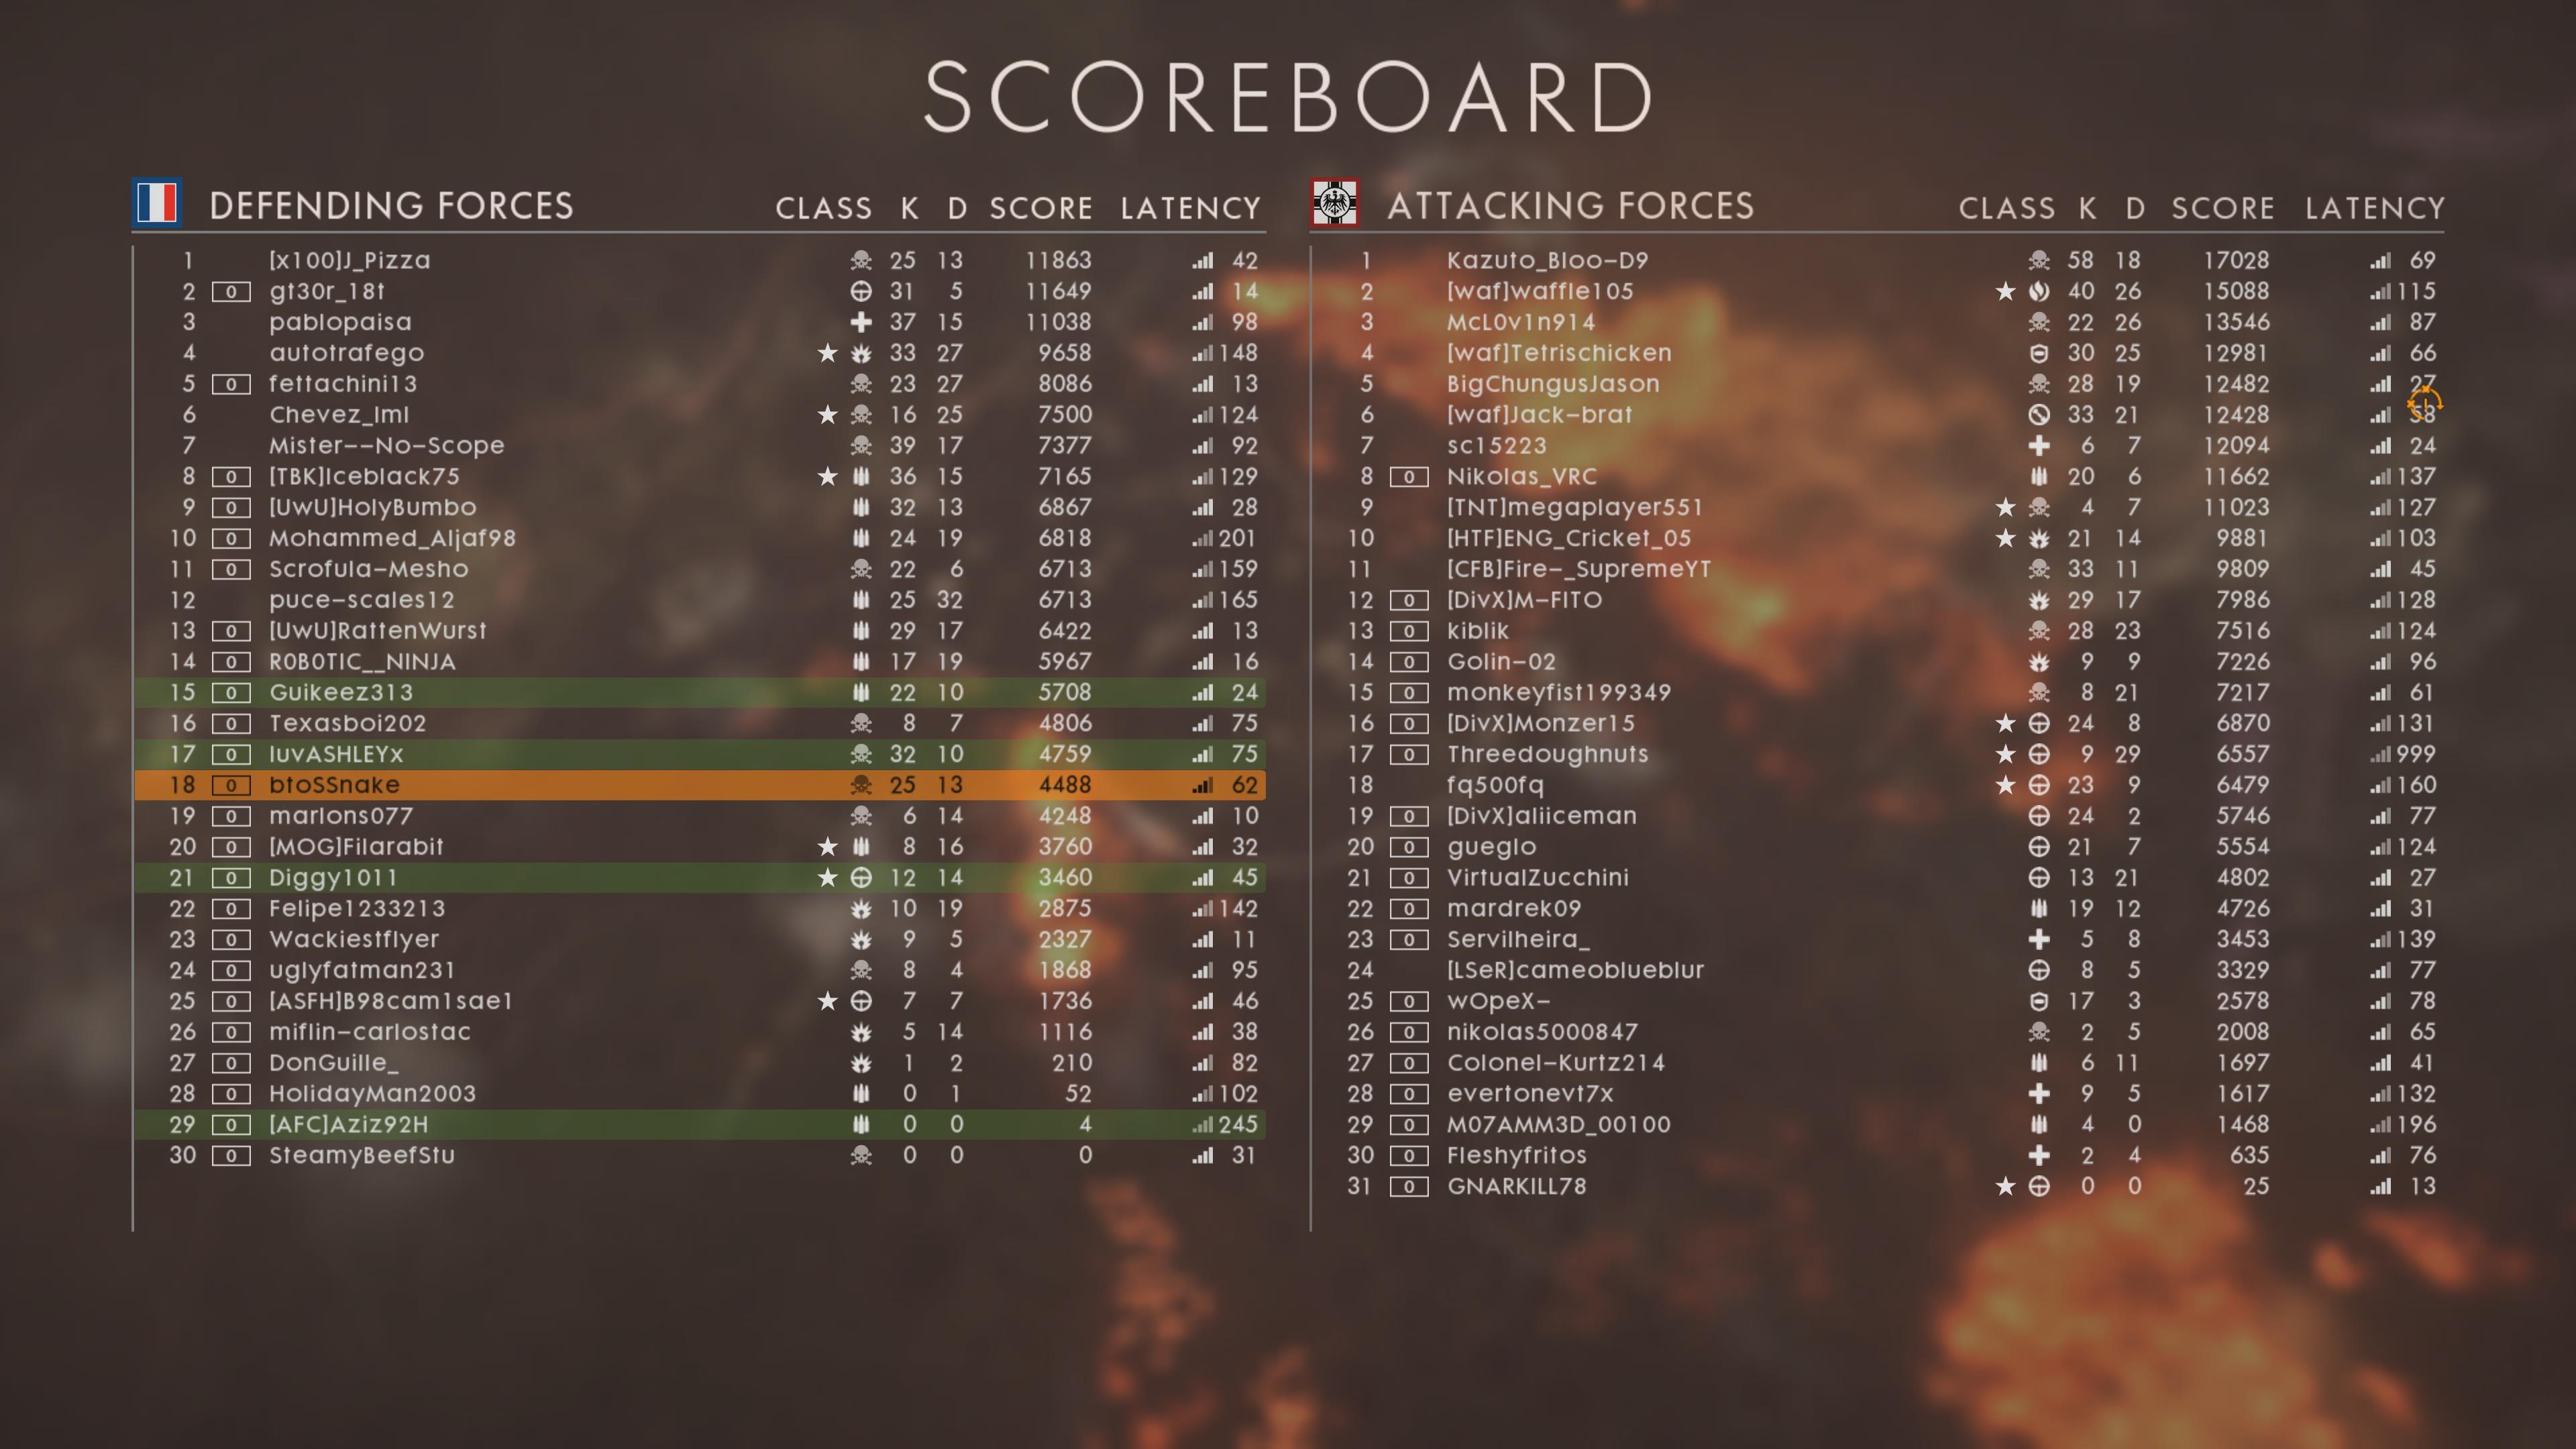 SCOREBOARD
DEFENDING FORCES CLASS K D SCORE LATENCY
1 [x100]J_Pizza 25 13 11863 42
2 0 gt30r_18t 31 5 11649 14
3 pablopaisa 37 15 11038 98
4 autotrafego 33 27 9658 148
5 0 fettachini13 23 27 8086 13
6 Chevez_lml 16 25 7500 124
7 Mister--No-Scope 39 17 7377 92
8 0 [TBK]Iceblack75 36 15 7165 129
9 0 [UwU]HolyBumbo 32 13 6867 28
10 0 Mohammed_Aljaf98 24 19 6818 201
11 0 Scrofula-Mesho 22 6 6713 159
12 puce-scales12 25 32 6713 165
13 0 [UwU]RattenWurst 29 17 6422 13
14 0 R0B0TIC__NINJA 17 19 5967 16
15 0 Guikeez313 22 10 5708 24
16 0 Texasboi202 8 7 4806 75
17 0 luvASHLEYx 32 10 4759 75
18 0 btoSSnake 25 13 4488 62
19 0 marlons077 6 14 4248 10
20 0 [MOG]Filarabit 8 16 3760 32
21 0 Diggy1011 12 14 3460 45
22 0 Felipe1233213 10 19 2875 142
23 0 Wackiestflyer 9 5 2327 11
24 0 uglyfatman231 8 4 1868 95
25 0 [ASFH]B98cam1sae1 7 7 1736 46
26 0 miflin-carlostac 5 14 1116 38
27 0 DonGuille_ 1 2 210 82
28 0 HolidayMan2003 0 1 52 102
29 0 [AFC]Aziz92H 0 0 4 245
30 0 SteamyBeefStu 0 0 0 31
ATTACKING FORCES CLASS K D SCORE LATENCY
1 Kazuto_Bloo-D9 58 18 17028 69
2 [waf]waffle105 40 26 15088 115
3 McL0v1n914 22 26 13546 87
4 [waf]Tetrischicken 30 25 12981 66
5 BigChungusJason 28 19 12482 27
6 [waf]Jack-brat 33 21 12428 58
7 sc15223 6 7 12094 24
8 0 Nikolas_VRC 20 6 11662 137
9 [TNT]megaplayer551 4 7 11023 127
10 [HTF]ENG_Cricket_05 21 14 9881 103
11 [CFB]Fire-_SupremeYT 33 11 9809 45
12 0 [DivX]M-FITO 29 17 7986 128
13 0 kiblik 28 23 7516 124
14 0 Golin-02 9 9 7226 96
15 0 monkeyfist199349 8 21 7217 61
16 0 [DivX]Monzer15 24 8 6870 131
17 0 Threedoughnuts 9 29 6557 999
18 fq500fq 23 9 6479 160
19 0 [DivX]aliiceman 24 2 5746 77
20 0 gueglo 21 7 5554 124
21 0 VirtualZucchini 13 21 4802 27
22 0 mardrek09 19 12 4726 31
23 0 Servilheira_ 5 8 3453 139
24 [LSeR]cameoblueblur 8 5 3329 77
25 0 wOpeX- 17 3 2578 78
26 0 nikolas5000847 2 5 2008 65
27 0 Colonel-Kurtz214 6 11 1697 41
28 0 evertonevt7x 9 5 1617 132
29 0 M07AMM3D_00100 4 0 1468 196
30 0 Fleshyfritos 2 4 635 76
31 0 GNARKILL78 0 0 25 13